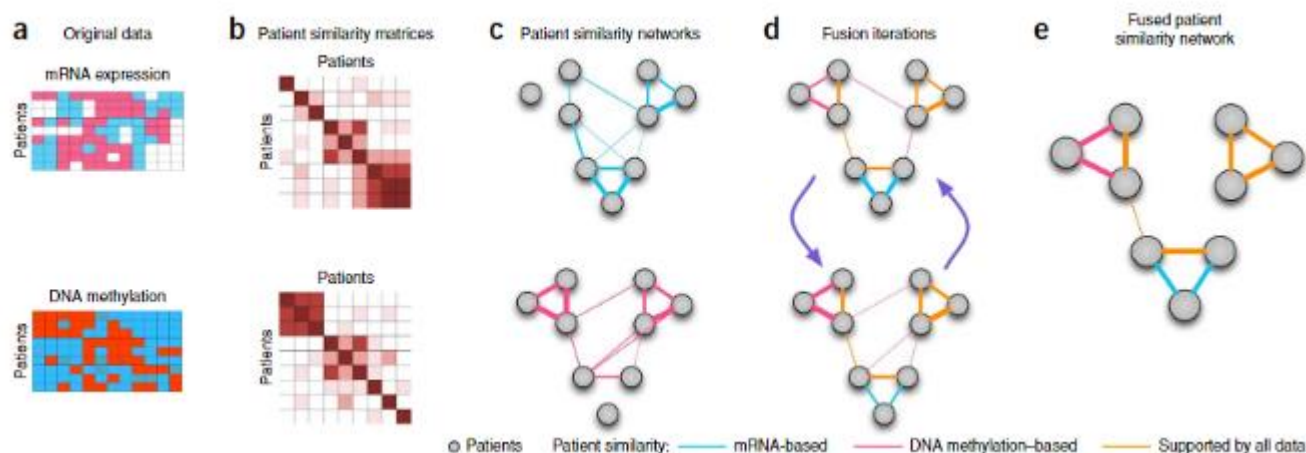 a
Original data
mRNA expression
Patients
DNA methylation
Patients
b
Patient similarity matrices
Patients
Patients
Patients
Patients
c
Patient similarity networks
d
Fusion iterations
e
Fused patient
similarity network
Patients Patient similarity: mRNA-based DNA methylation–based Supported by all data